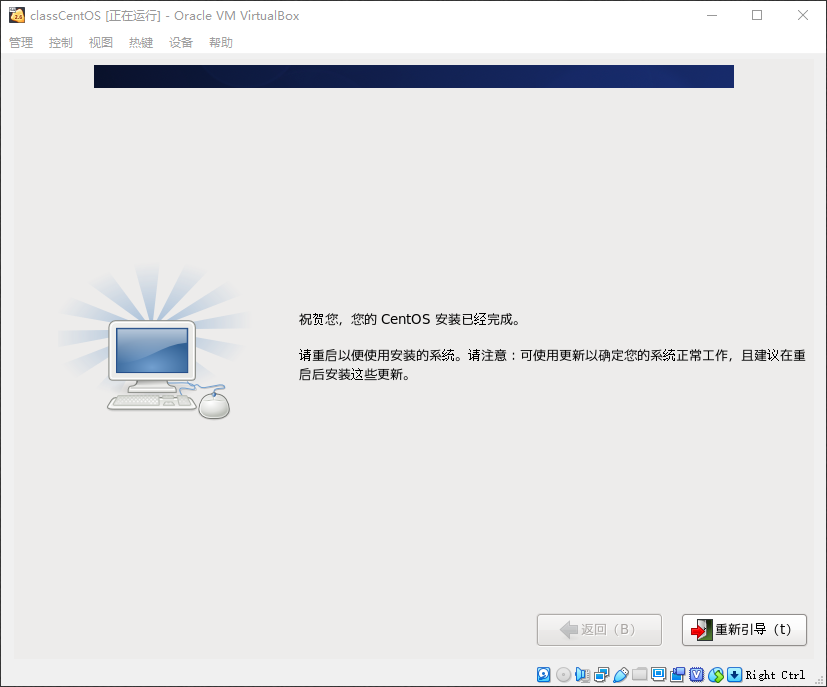 classCentOS [正在运行] - Oracle VM VirtualBox
管理 控制 视图 热键 设备 帮助
祝贺您，您的 CentOS 安装已经完成。
请重启以便使用安装的系统。请注意：可使用更新以确定您的系统正常工作，且建议在重
启后安装这些更新。
返回（B） 重新引导（t）
Right Ctrl